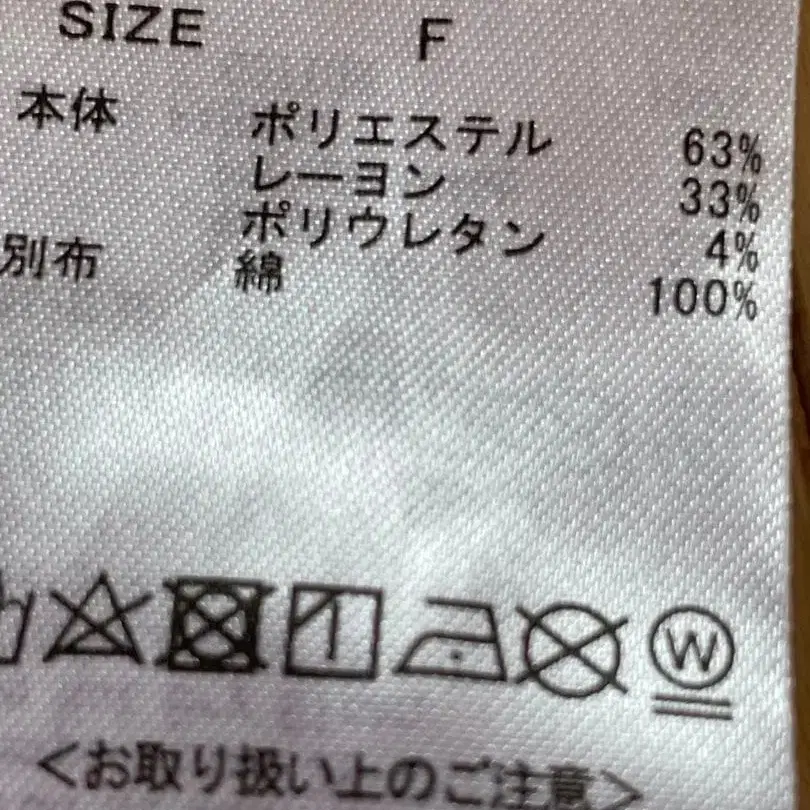 SIZE F
本体 ポリエステル 63%
レーヨン 33%
ポリウレタン 4%
別布 綿 100%
W
<お取り扱い上のご注意>